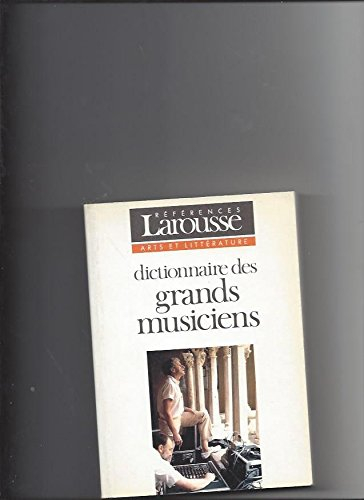 RÉFÉRENCES
Larousse
ARTS ET LITTÉRATURE
dictionnaire des
grands
musiciens